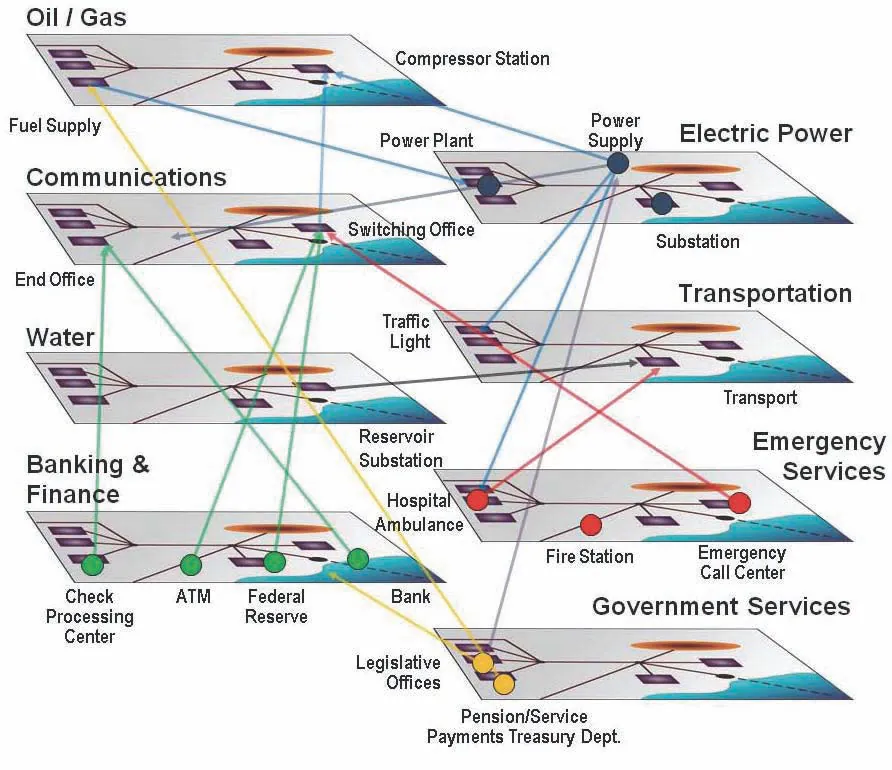 Oil / Gas
Compressor Station
Fuel Supply
Power
Supply
Electric Power
Power Plant
Substation
Communications
Switching Office
End Office
Transportation
Traffic
Light
Transport
Water
Reservoir
Substation
Emergency
Services
Hospital
Ambulance
Fire Station
Emergency
Call Center
Banking &
Finance
Check
Processing
Center
ATM
Federal
Reserve
Bank
Government Services
Legislative
Offices
Pension/Service
Payments Treasury Dept.